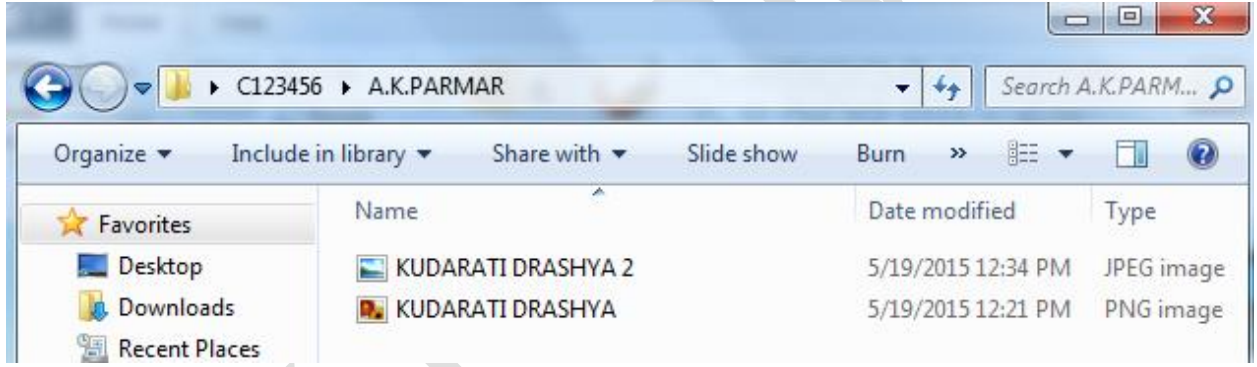 C123456 ▸ A.K.PARMAR Search A.K.PARM...
Organize Include in library Share with Slide show Burn »
Name Date modified Type
Favorites
Desktop KUDARATI DRASHYA 2 5/19/2015 12:34 PM JPEG image
Downloads KUDARATI DRASHYA 5/19/2015 12:21 PM PNG image
Recent Places